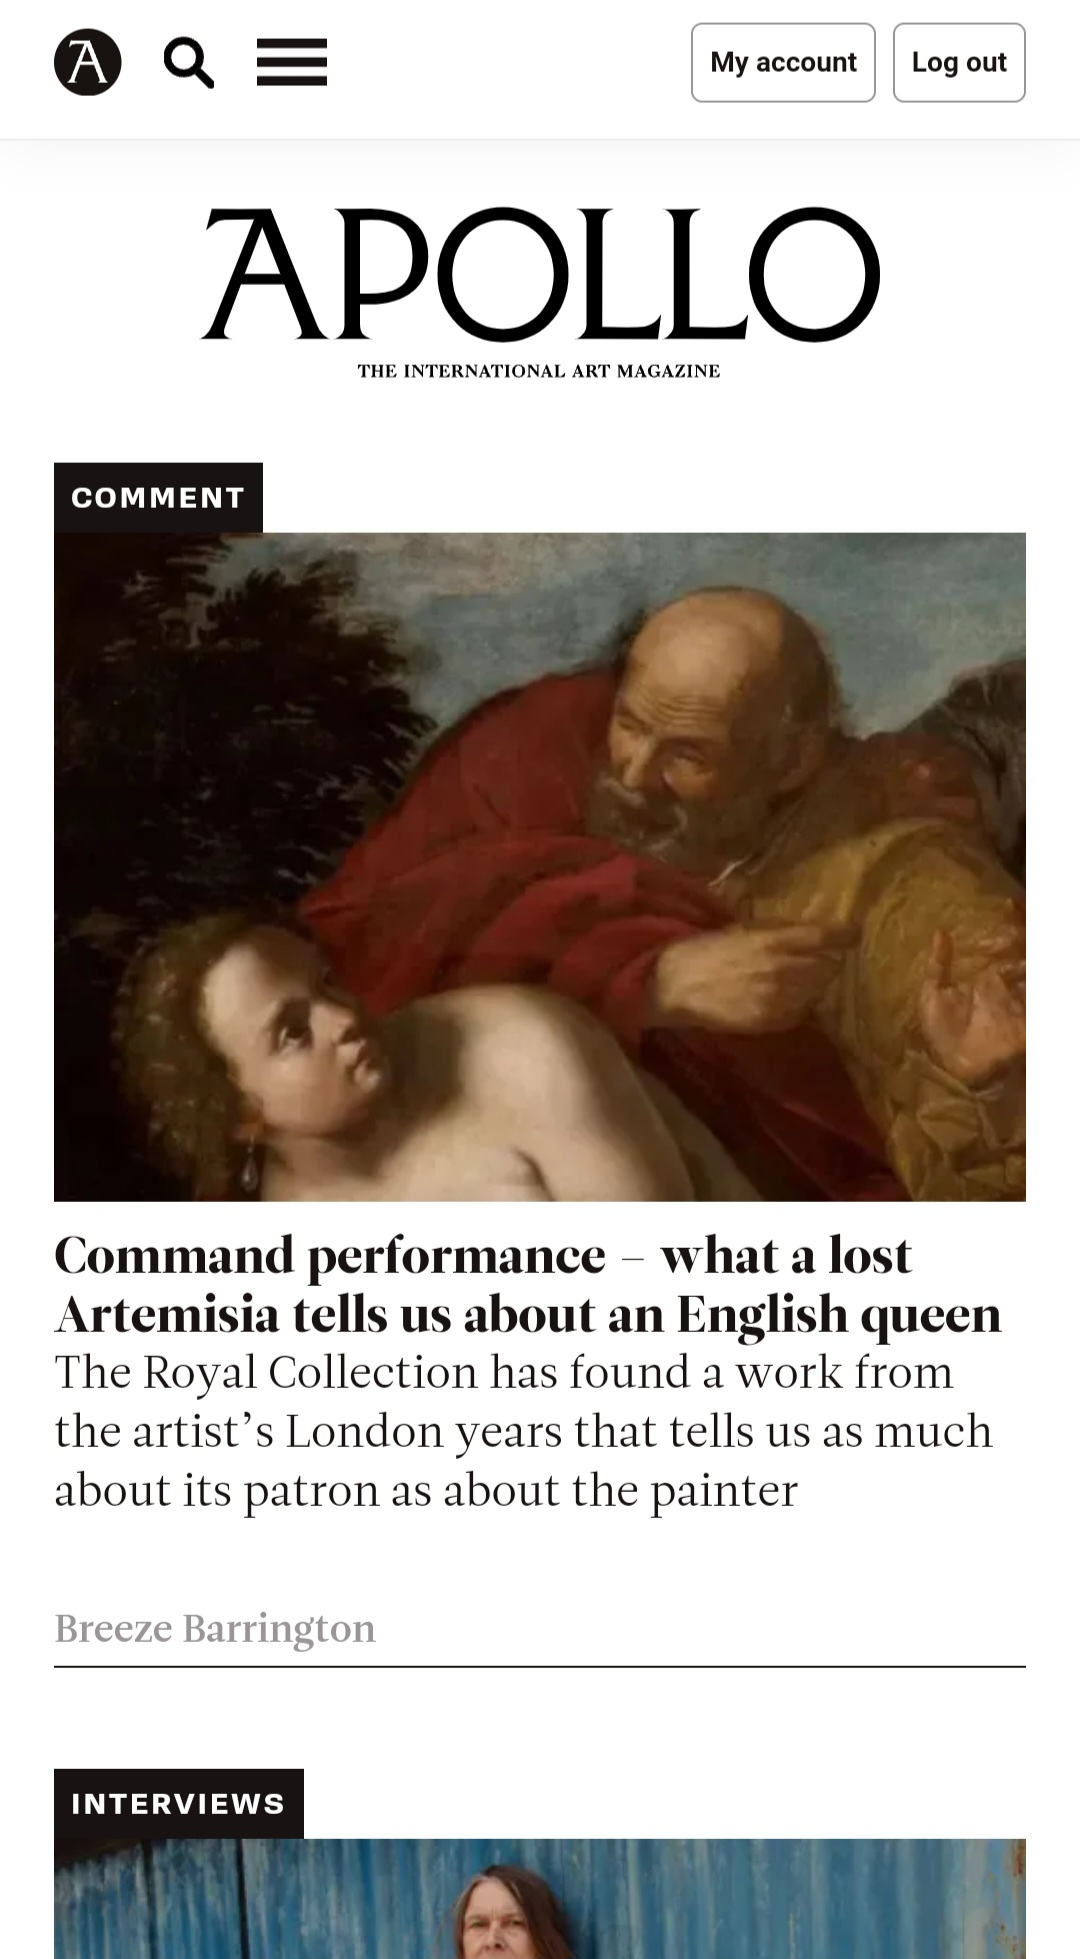 A
My account
Log out
APOLLO
THE INTERNATIONAL ART MAGAZINE
COMMENT
Command performance – what a lost
Artemisia tells us about an English queen
The Royal Collection has found a work from
the artist’s London years that tells us as much
about its patron as about the painter
Breeze Barrington
INTERVIEWS